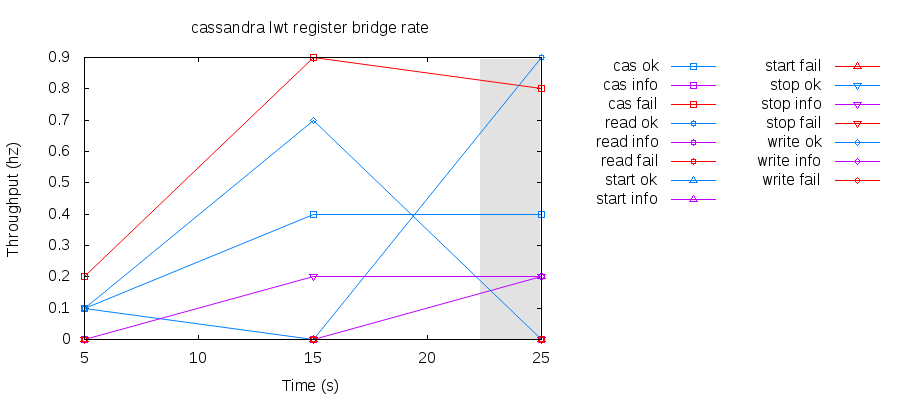 cassandra lwt register bridge rate
Throughput (hz)
0.9
0.8
0.7
0.6
0.5
0.4
0.3
0.2
0.1
0
5
10
15
20
25
Time (s)
cas ok
cas info
cas fail
read ok
read info
read fail
start ok
start info
start fail
stop ok
stop info
stop fail
write ok
write info
write fail